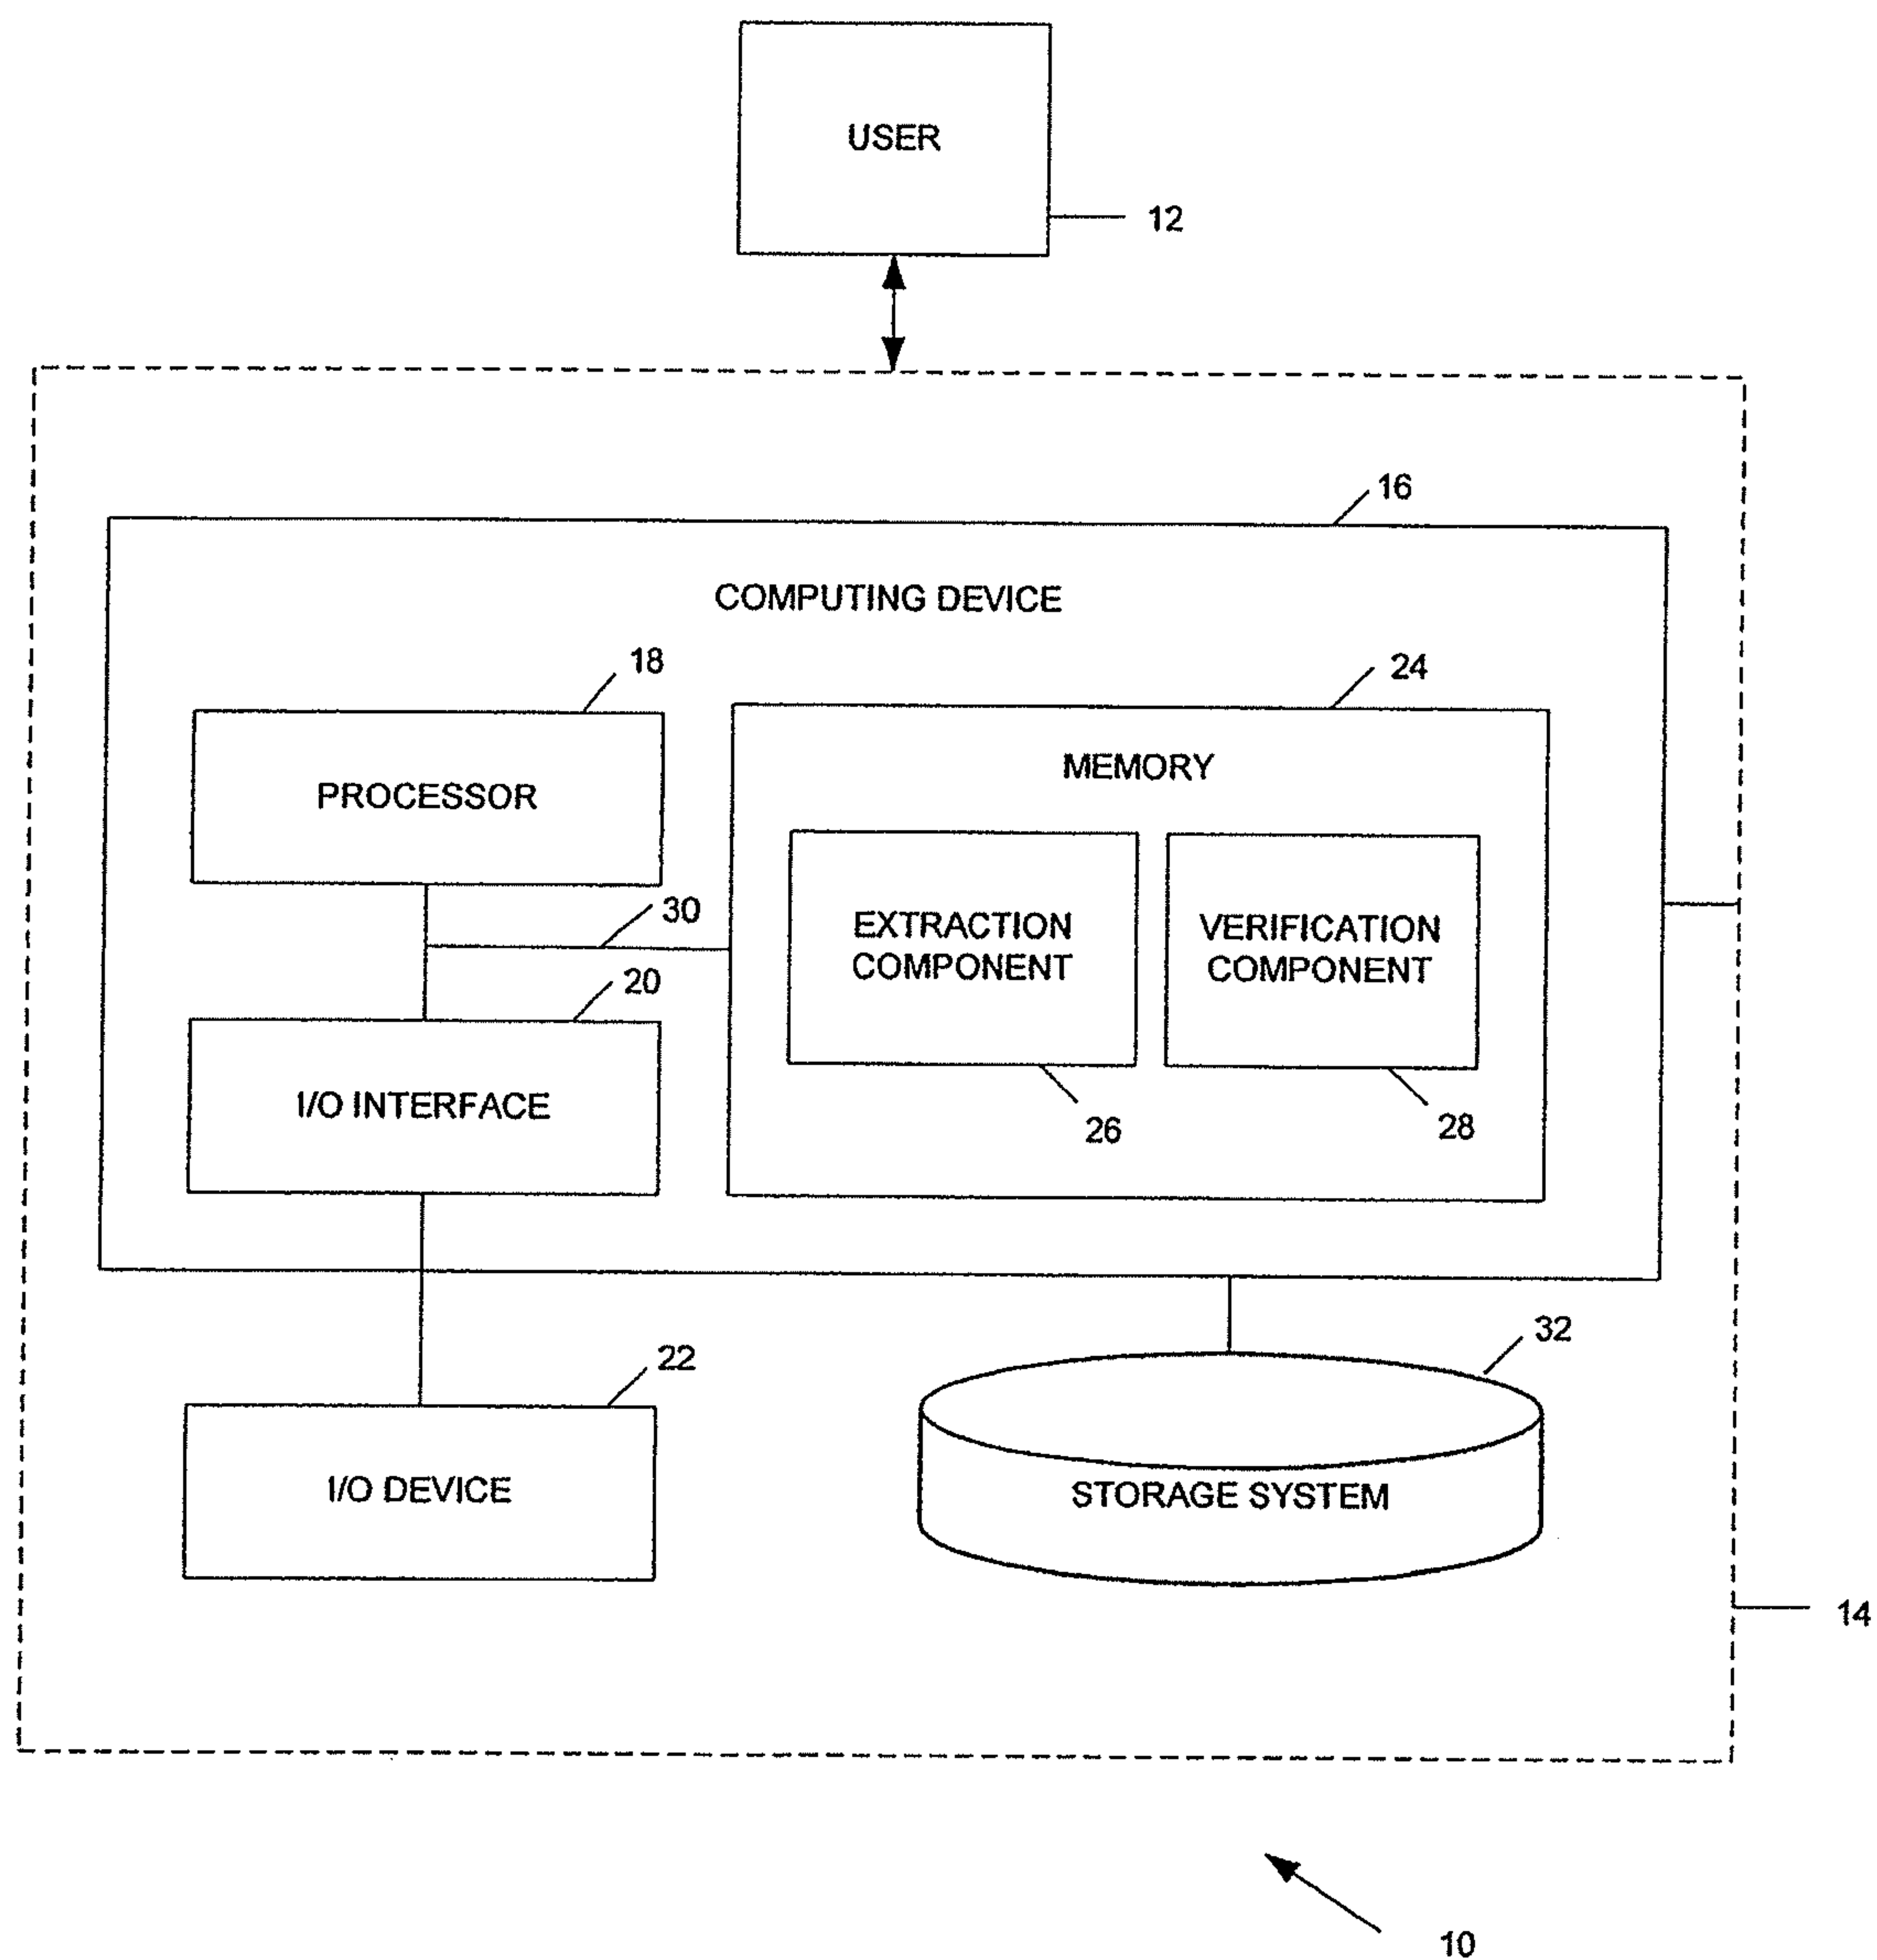 USER
12
16
COMPUTING DEVICE
18
24
PROCESSOR
MEMORY
30
EXTRACTION
COMPONENT
VERIFICATION
COMPONENT
20
I/O INTERFACE
26
28
22
32
I/O DEVICE
STORAGE SYSTEM
14
10